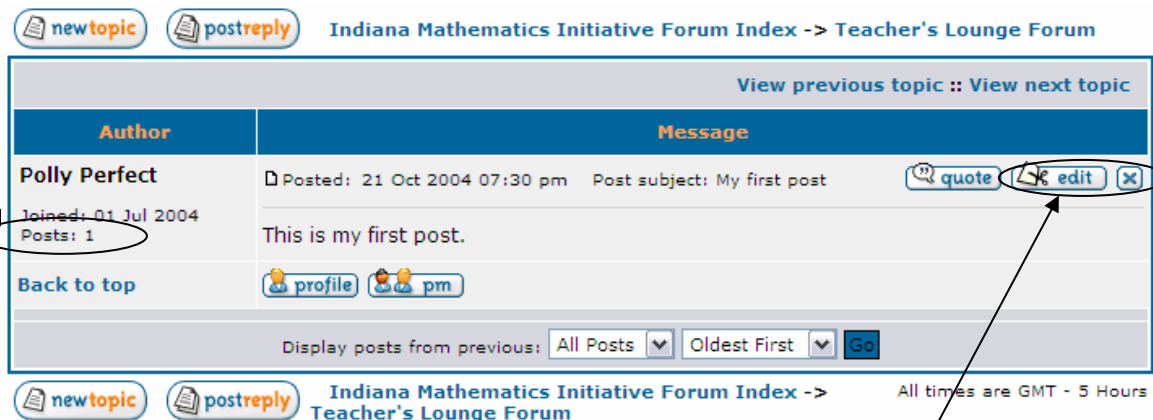 newtopic postreply Indiana Mathematics Initiative Forum Index -> Teacher's Lounge Forum
View previous topic :: View next topic
Author Message
Polly Perfect Posted: 21 Oct 2004 07:30 pm Post subject: My first post quote edit
Joined: 01 Jul 2004
Posts: 1
This is my first post.
Back to top profile pm
Display posts from previous: All Posts Oldest First Go
newtopic postreply Indiana Mathematics Initiative Forum Index -> All times are GMT - 5 Hours
Teacher's Lounge Forum